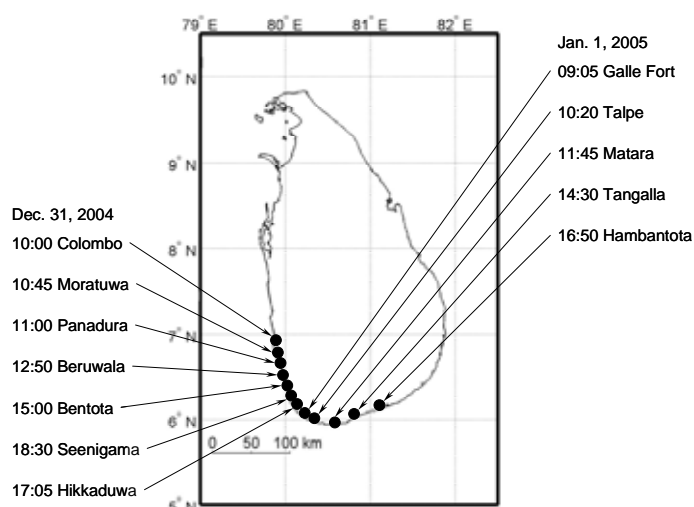 79° E 80° E 81° E 82° E
Jan. 1, 2005
09:05 Galle Fort
10° N
10:20 Talpe
11:45 Matara
9° N
14:30 Tangalla
Dec. 31, 2004
16:50 Hambantota
10:00 Colombo
8° N
10:45 Moratuwa
11:00 Panadura
7° N
12:50 Beruwala
15:00 Bentota
6° N
0 50 100 km
18:30 Seenigama
17:05 Hikkaduwa